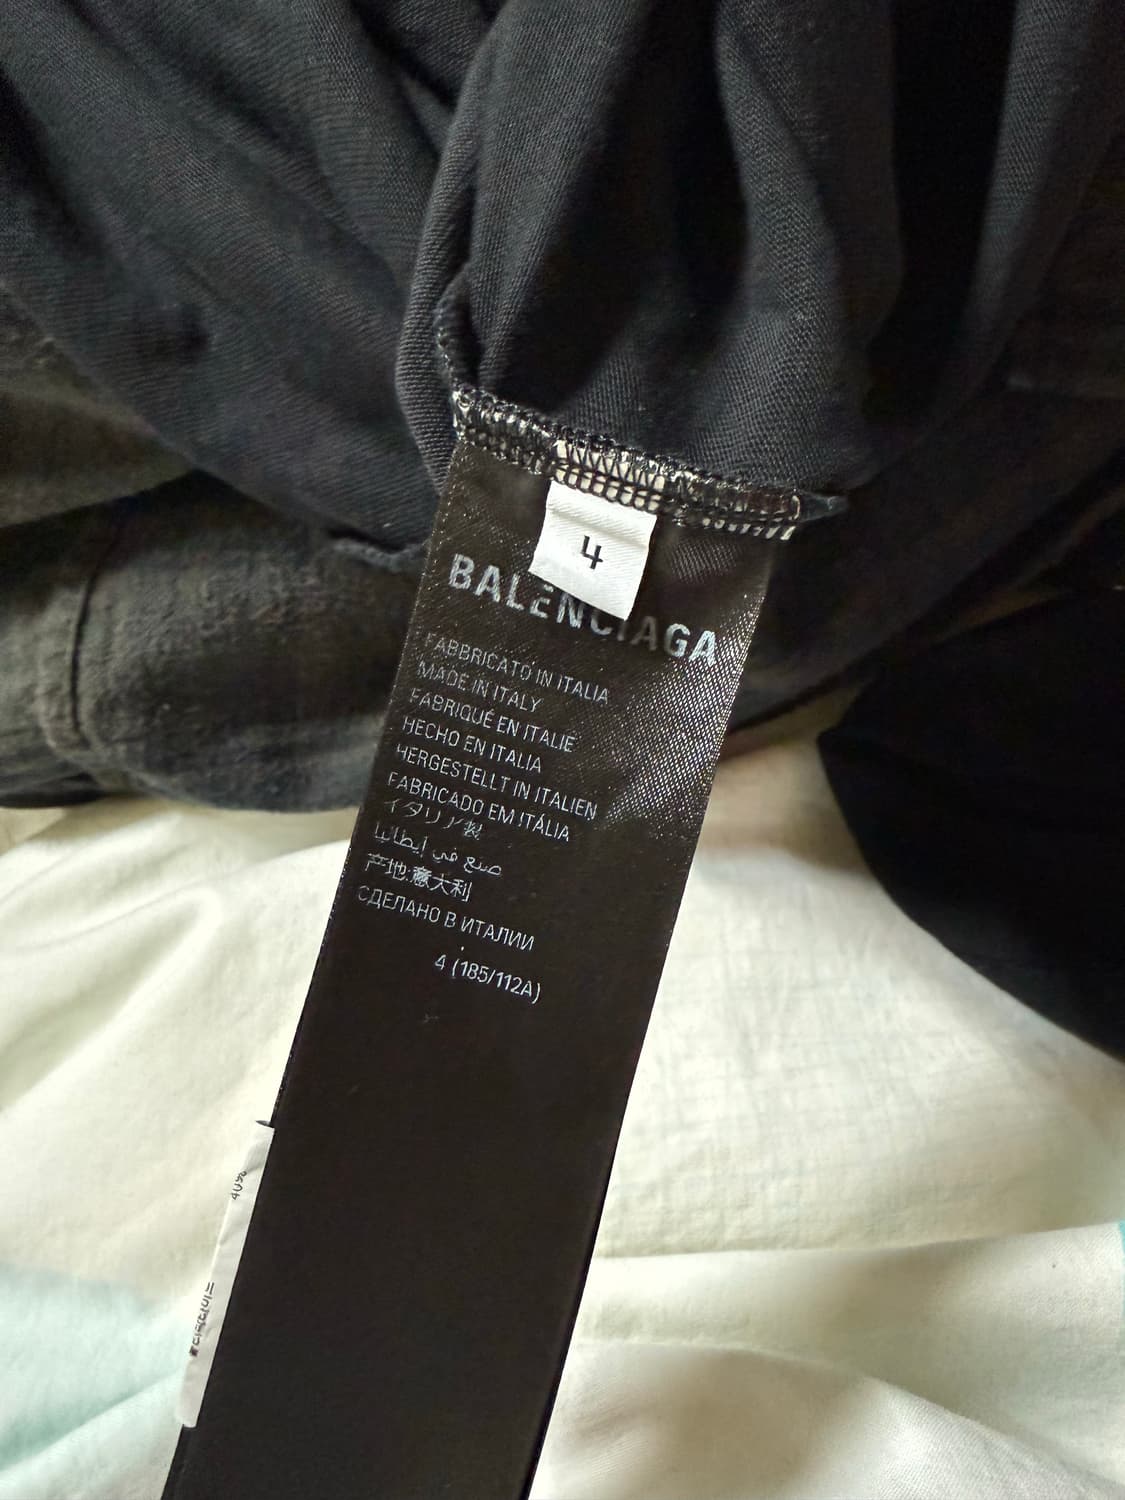 4
BALENCIAGA
FABBRICATO IN ITALIA
MADE IN ITALY
FABRIQUÉ EN ITALIE
HECHO EN ITALIA
HERGESTELLT IN ITALIEN
FABRICADO EM ITÁLIA
イタリア製
صنع في إيطاليا
产地:意大利
СДЕЛАНО В ИТАЛИИ
4 (185/112A)
40%